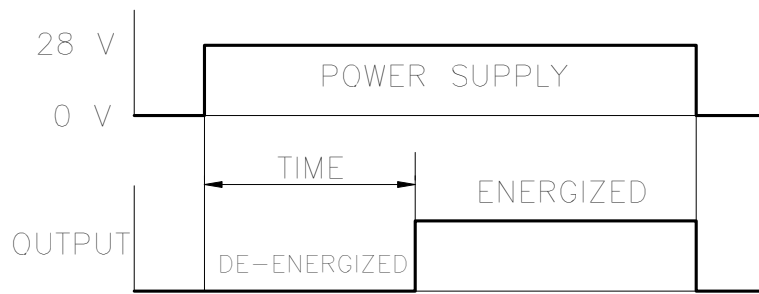 28 V
POWER SUPPLY
0 V
TIME
ENERGIZED
OUTPUT
DE-ENERGIZED